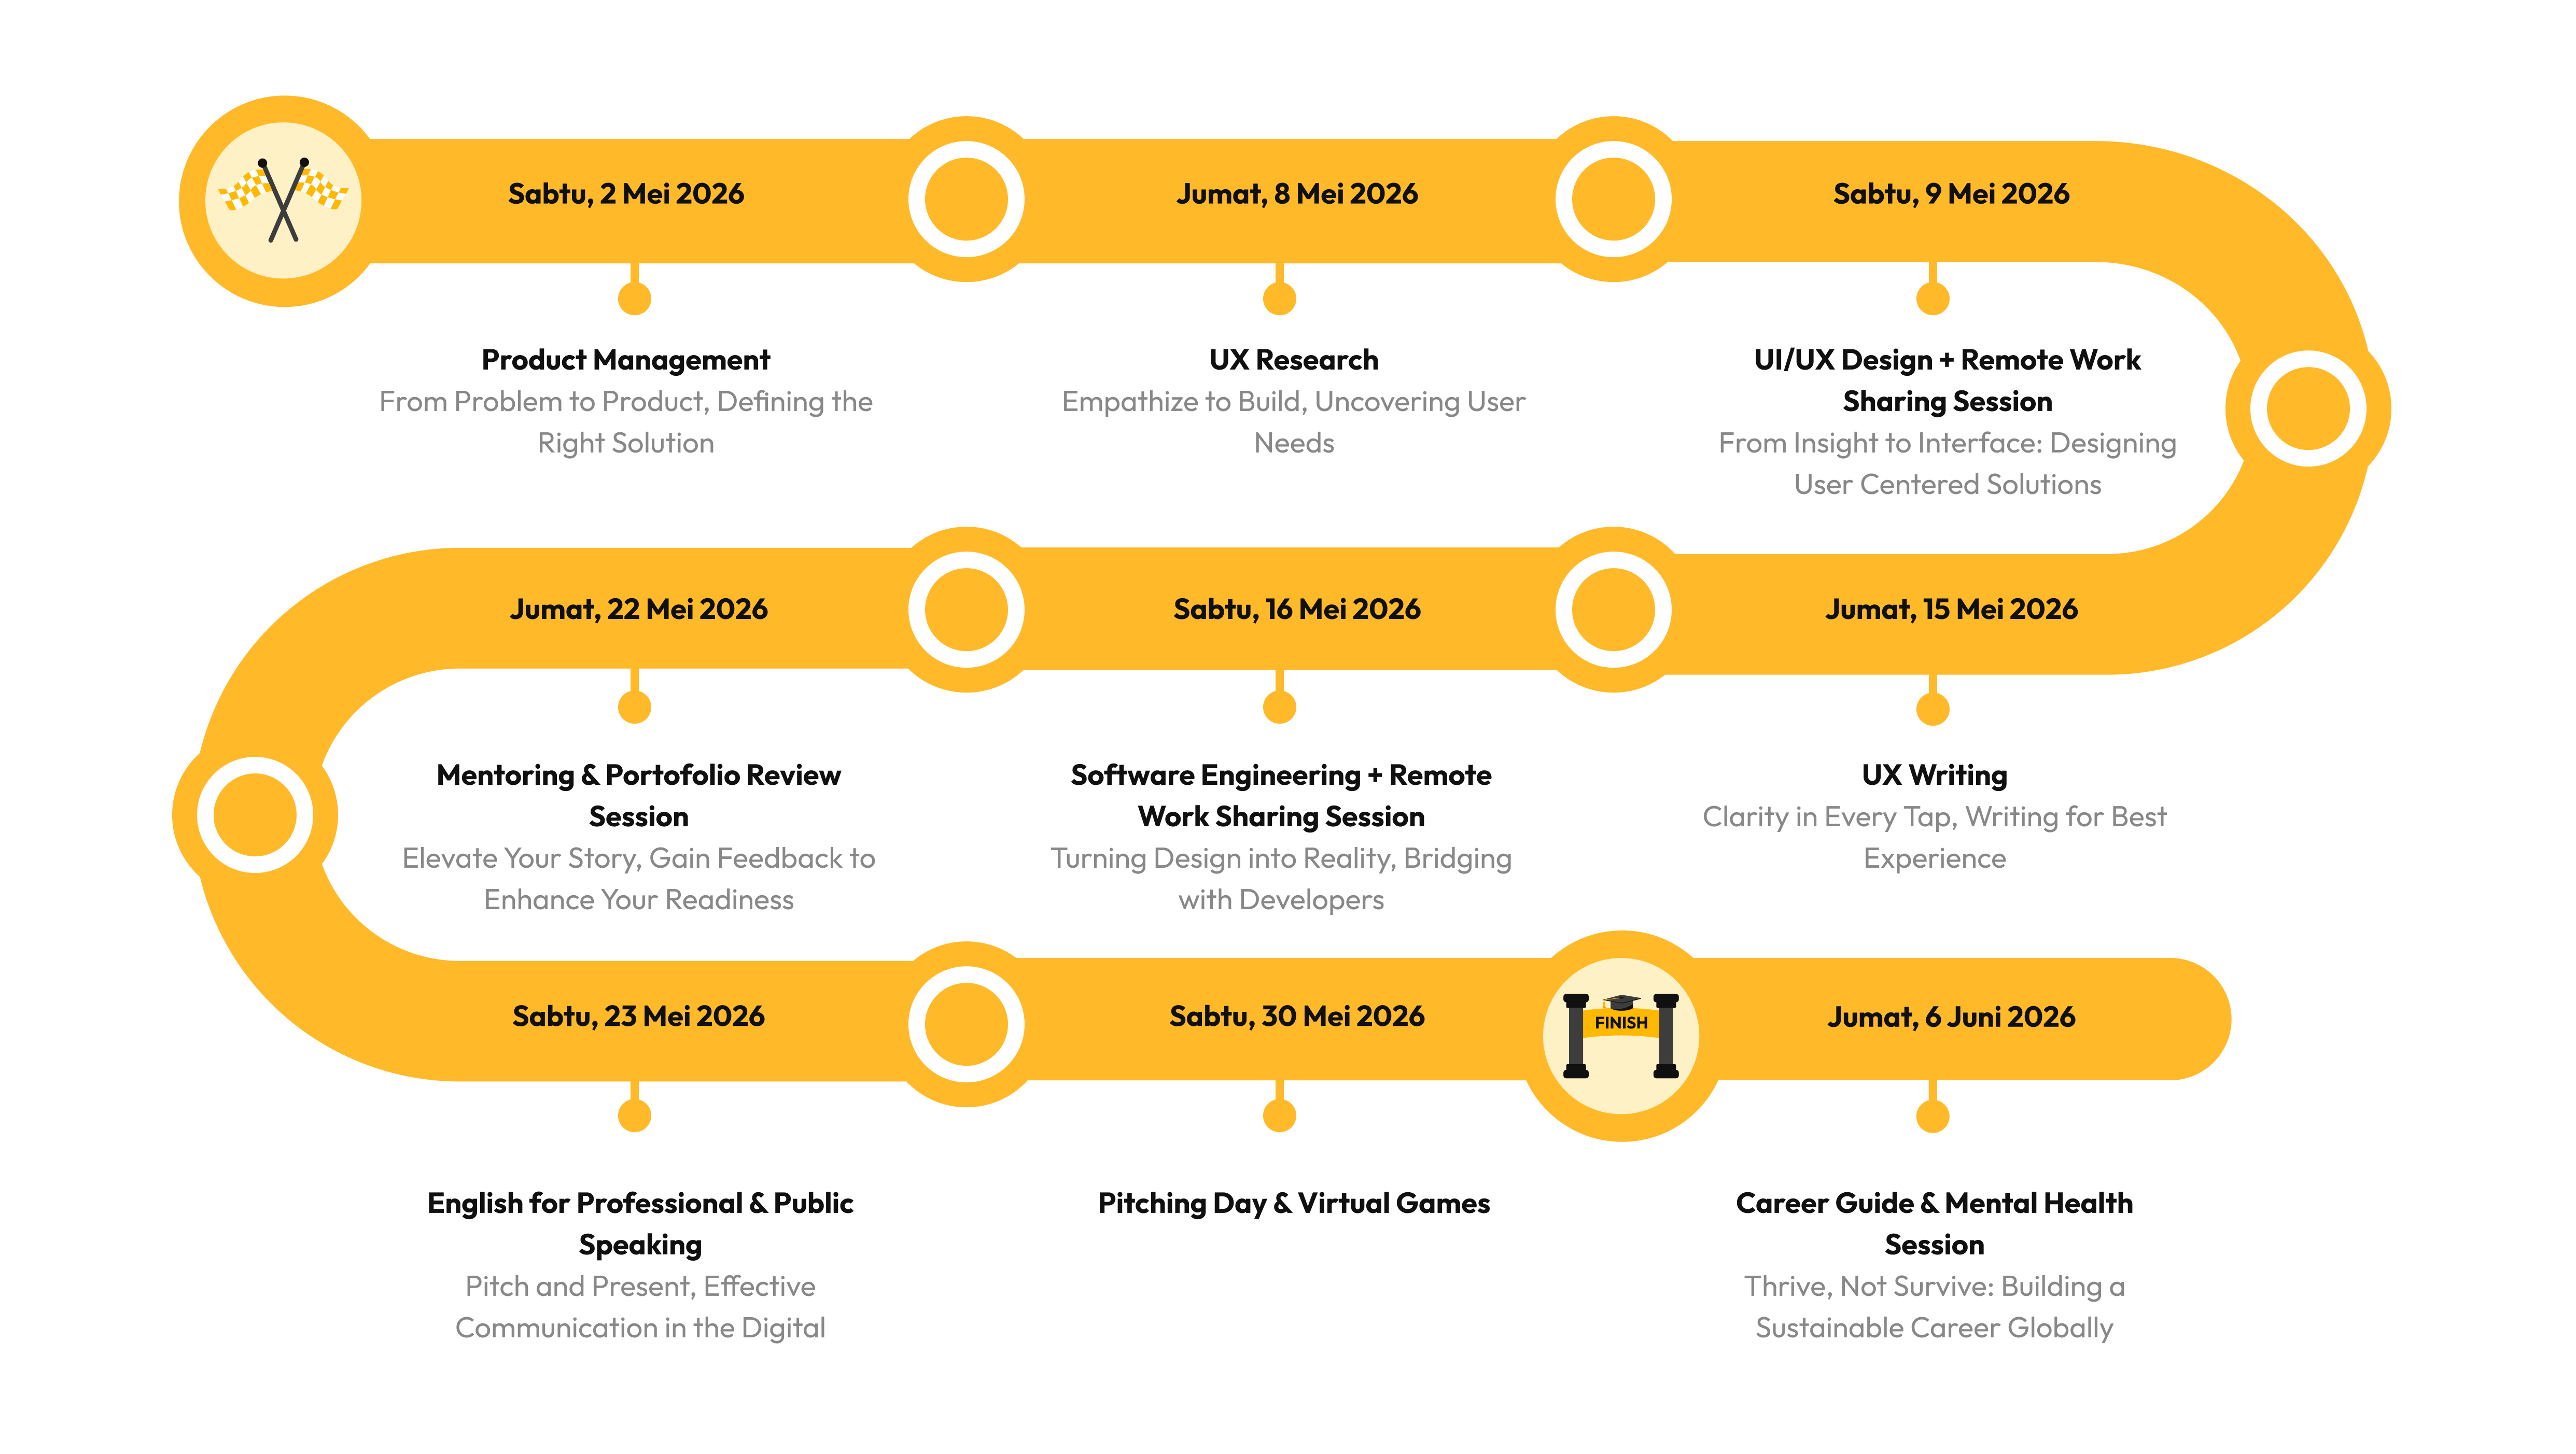 Sabtu, 2 Mei 2026
Product Management
From Problem to Product, Defining the
Right Solution
Jumat, 8 Mei 2026
UX Research
Empathize to Build, Uncovering User
Needs
Sabtu, 9 Mei 2026
UI/UX Design + Remote Work
Sharing Session
From Insight to Interface: Designing
User Centered Solutions
Jumat, 15 Mei 2026
UX Writing
Clarity in Every Tap, Writing for Best
Experience
Sabtu, 16 Mei 2026
Software Engineering + Remote
Work Sharing Session
Turning Design into Reality, Bridging
with Developers
Jumat, 22 Mei 2026
Mentoring & Portofolio Review
Session
Elevate Your Story, Gain Feedback to
Enhance Your Readiness
Sabtu, 23 Mei 2026
English for Professional & Public
Speaking
Pitch and Present, Effective
Communication in the Digital
Sabtu, 30 Mei 2026
Pitching Day & Virtual Games
FINISH
Jumat, 6 Juni 2026
Career Guide & Mental Health
Session
Thrive, Not Survive: Building a
Sustainable Career Globally